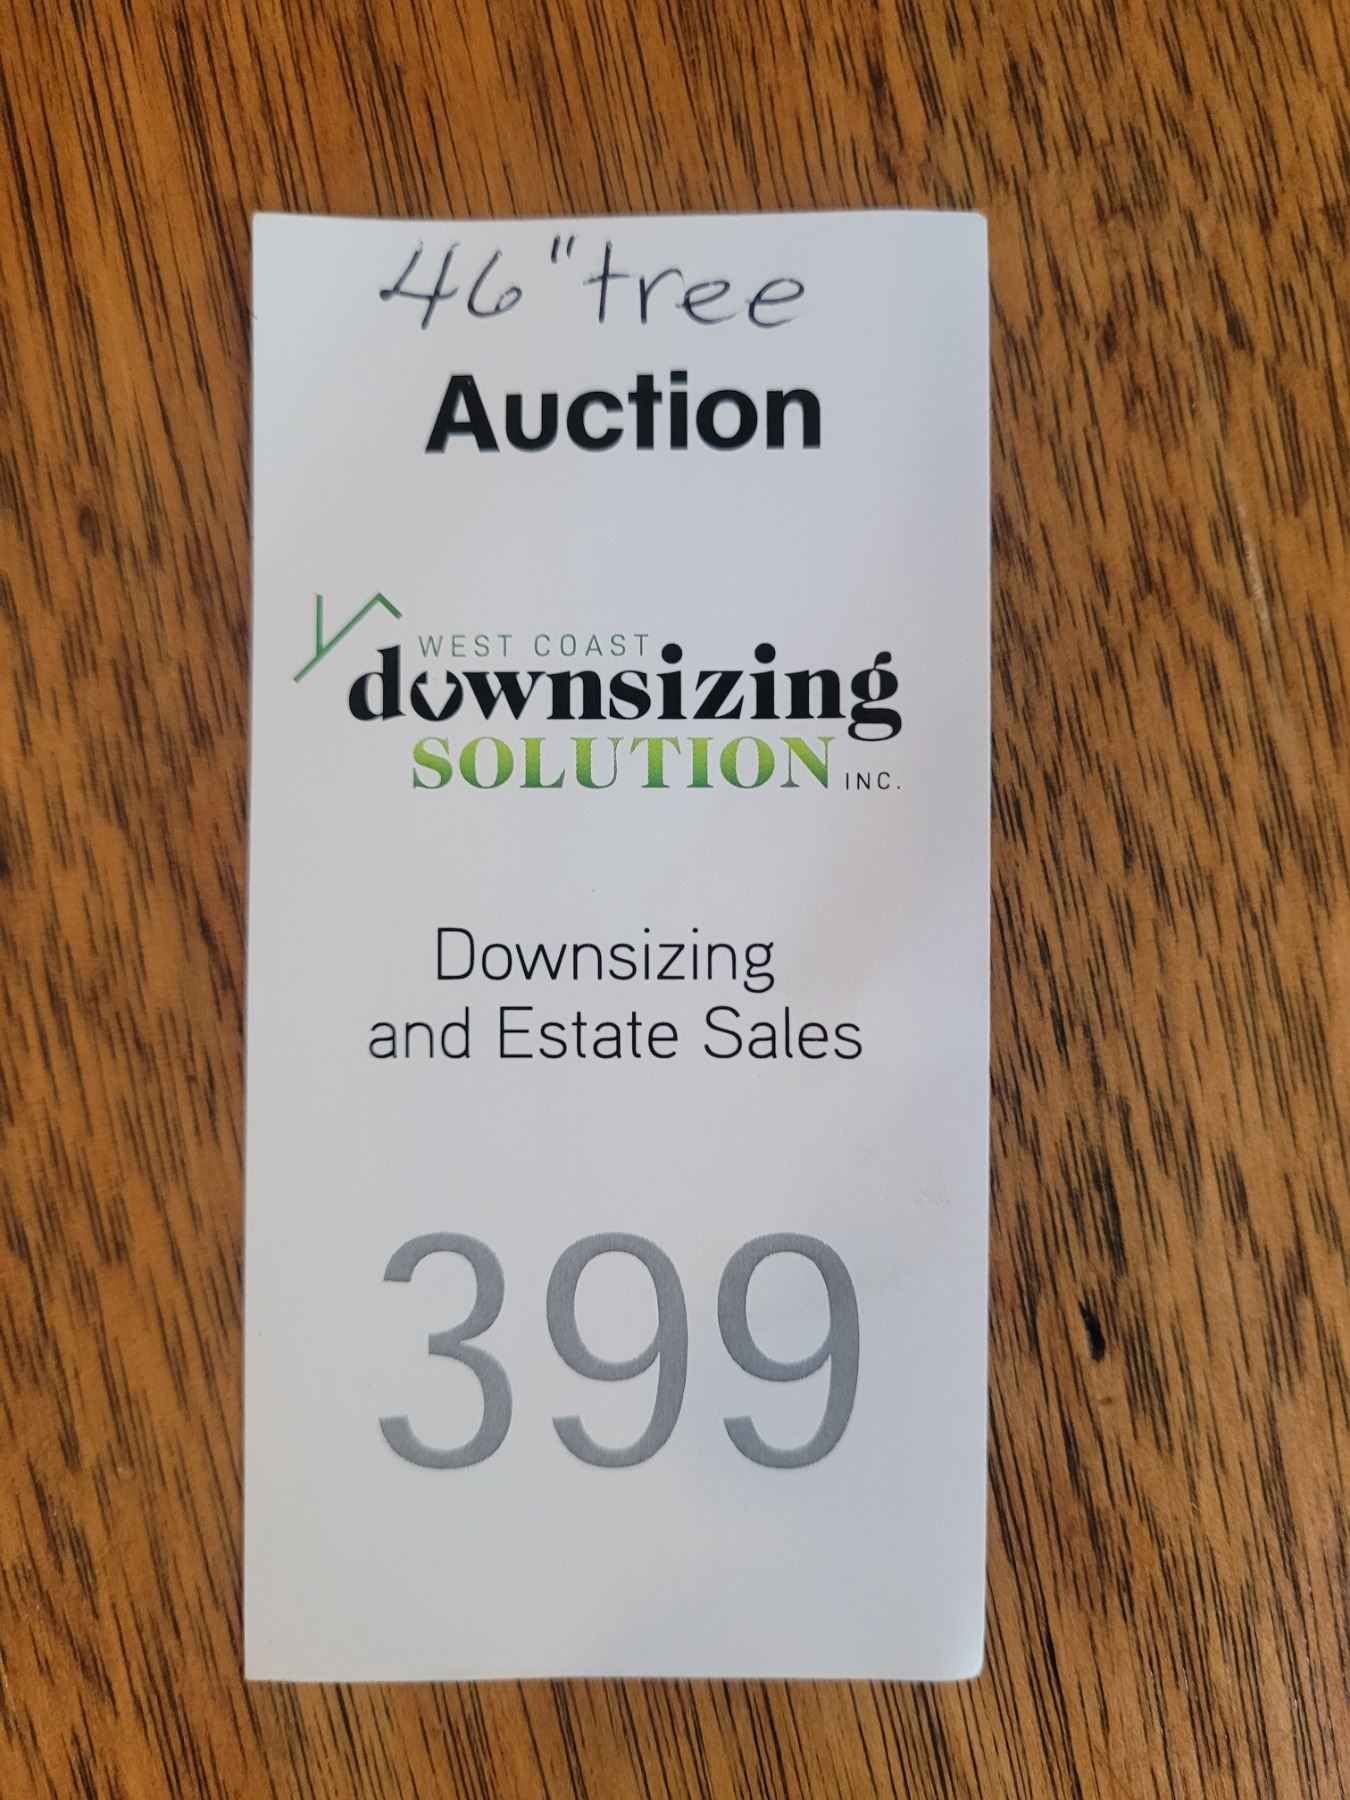 46" tree
Auction
WEST COAST
downsizing
SOLUTION INC.
Downsizing
and Estate Sales
399